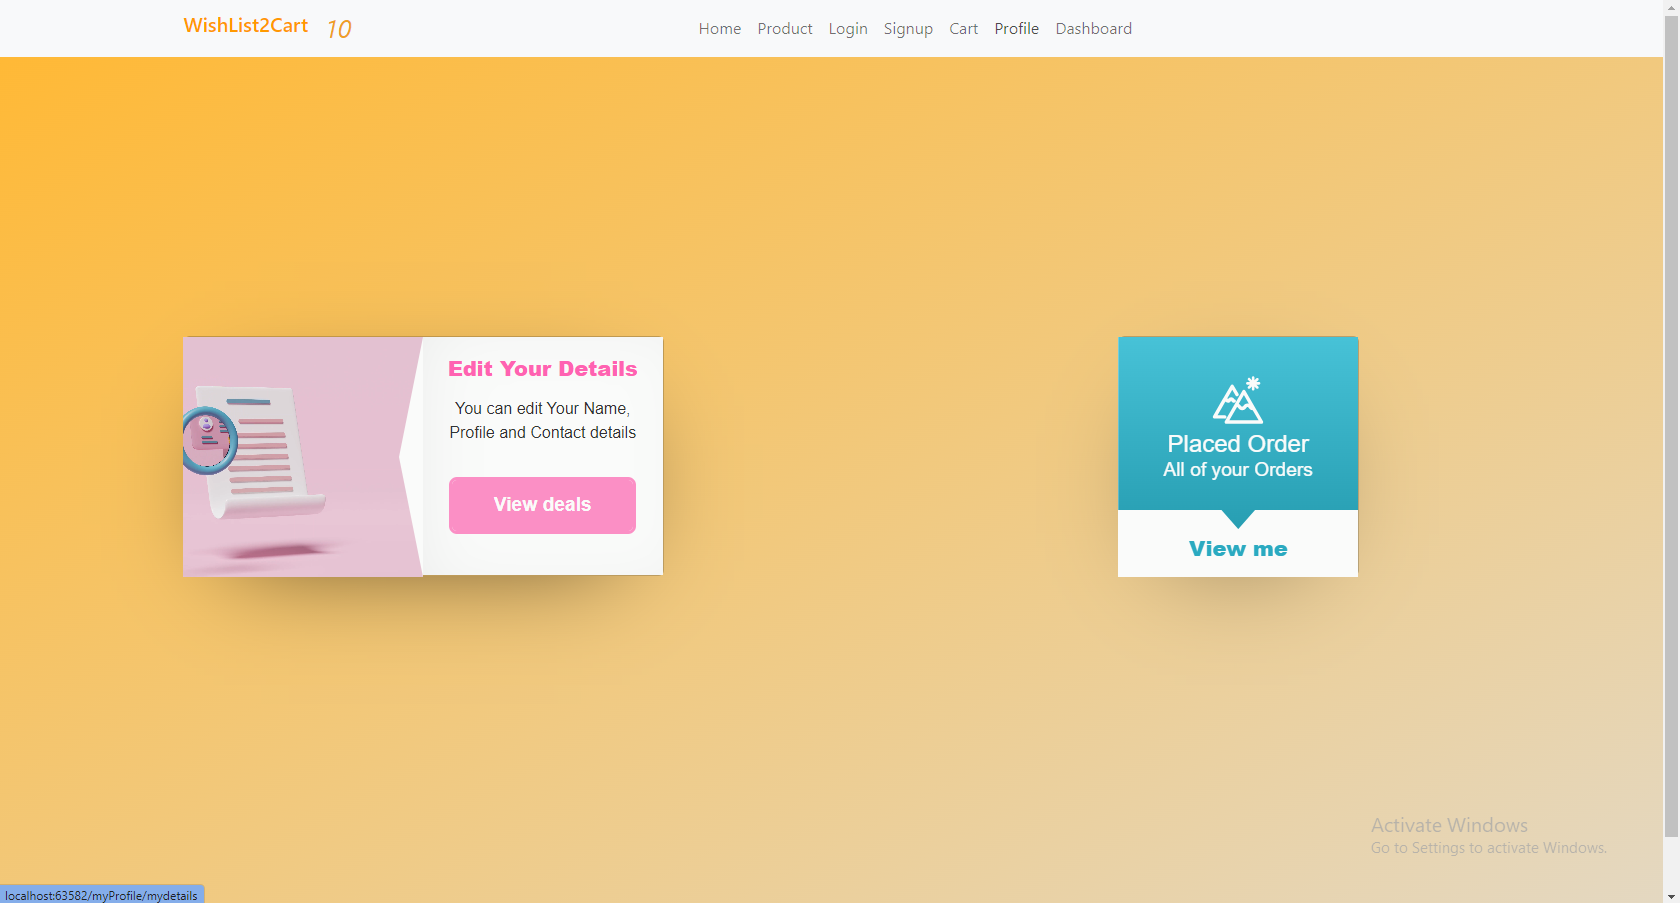 WishList2Cart 10
Home Product Login Signup Cart Profile Dashboard
Edit Your Details
You can edit Your Name,
Profile and Contact details
View deals
Placed Order
All of your Orders
View me
Activate Windows
Go to Settings to activate Windows.
localhost:63582/myProfile/mydetails